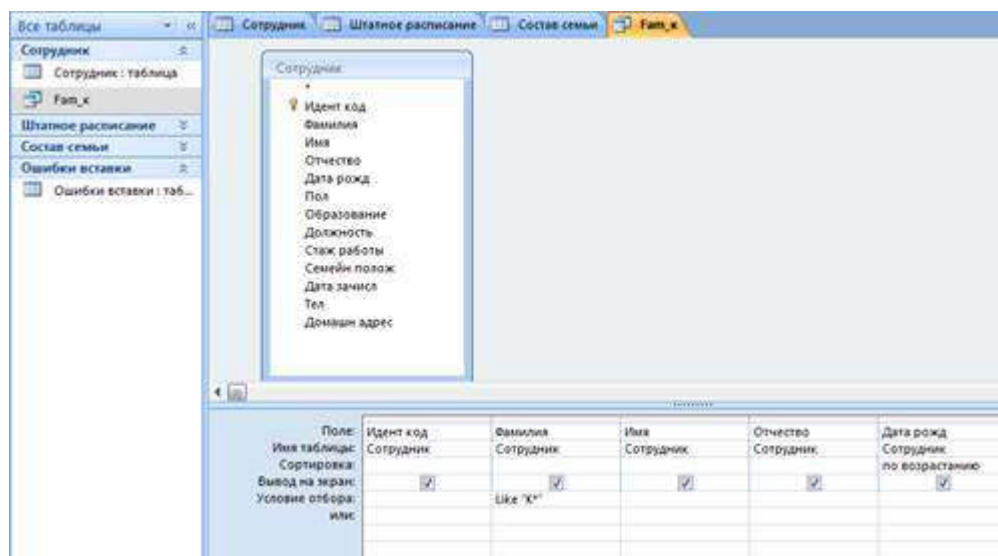 Все таблицы
Сотрудник
Сотрудник : таблица
Fam_к
Штатное расписание
Состав семьи
Ошибки вставки
Ошибки вставки : таб...
Сотрудник Штатное расписание Состав семьи Fam_к
Сотрудник
*
Идент код
Фамилия
Имя
Отчество
Дата рожд
Пол
Образование
Должность
Стаж работы
Семейн полож
Дата зачисл
Тел
Домашн адрес
Поле: Идент код Фамилия Имя Отчество Дата рожд
Имя таблицы: Сотрудник Сотрудник Сотрудник Сотрудник Сотрудник
Сортировка: по возрастанию
Вывод на экран:
Условие отбора: Like "К*"
или: